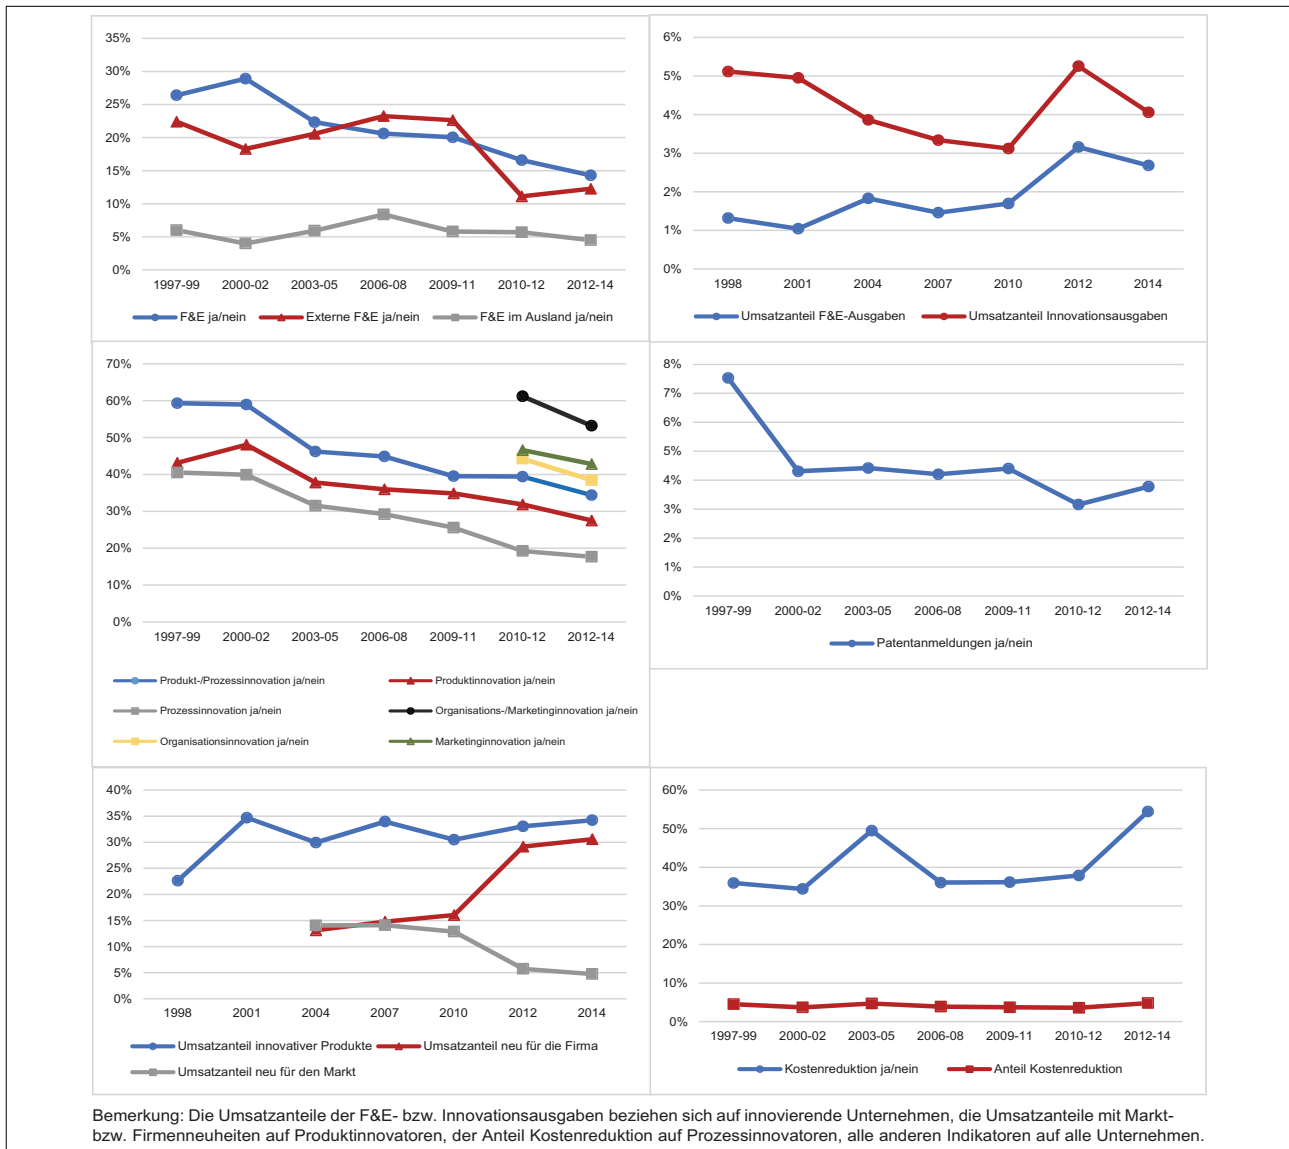 35%
30%
25%
20%
15%
10%
5%
0%
1997-99 2000-02 2003-05 2006-08 2009-11 2010-12 2012-14
F&E ja/nein Externe F&E ja/nein F&E im Ausland ja/nein
6%
5%
4%
3%
2%
1%
0%
1998 2001 2004 2007 2010 2012 2014
Umsatzanteil F&E-Ausgaben Umsatzanteil Innovationsausgaben
70%
60%
50%
40%
30%
20%
10%
0%
1997-99 2000-02 2003-05 2006-08 2009-11 2010-12 2012-14
Produkt-/Prozessinnovation ja/nein Produktinnovation ja/nein
Prozessinnovation ja/nein Organisations-/Marketinginnovation ja/nein
Organisationsinnovation ja/nein Marketinginnovation ja/nein
8%
7%
6%
5%
4%
3%
2%
1%
0%
1997-99 2000-02 2003-05 2006-08 2009-11 2010-12 2012-14
Patentanmeldungen ja/nein
40%
35%
30%
25%
20%
15%
10%
5%
0%
1998 2001 2004 2007 2010 2012 2014
Umsatzanteil innovativer Produkte Umsatzanteil neu für die Firma
Umsatzanteil neu für den Markt
60%
50%
40%
30%
20%
10%
0%
1997-99 2000-02 2003-05 2006-08 2009-11 2010-12 2012-14
Kostenreduktion ja/nein Anteil Kostenreduktion
Bemerkung: Die Umsatzanteile der F&E- bzw. Innovationsausgaben beziehen sich auf innovierende Unternehmen, die Umsatzanteile mit Markt-
bzw. Firmenneuheiten auf Produktinnovatoren, der Anteil Kostenreduktion auf Prozessinnovatoren, alle anderen Indikatoren auf alle Unternehmen.